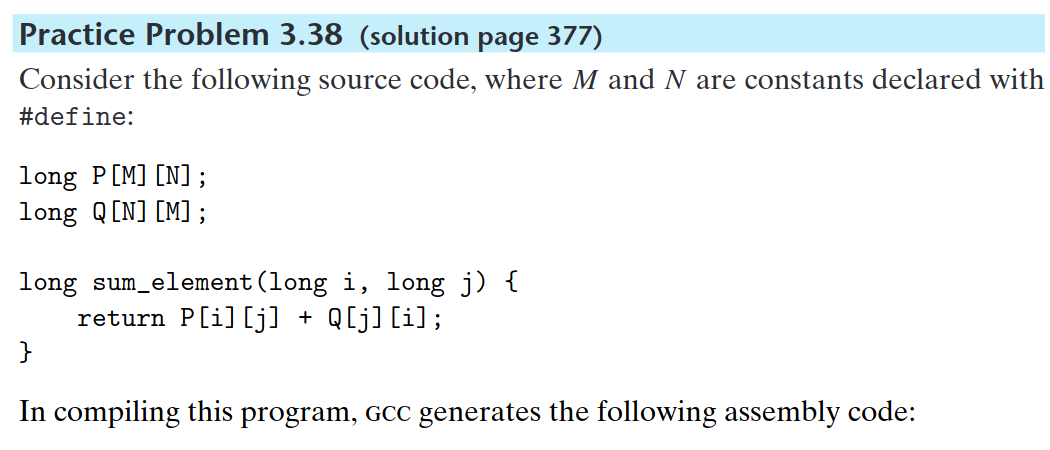 Practice Problem 3.38 (solution page 377)
Consider the following source code, where M and N are constants declared with
#define:
long P[M][N];
long Q[N][M];
long sum_element(long i, long j) {
    return P[i][j] + Q[j][i];
}
In compiling this program, GCC generates the following assembly code: